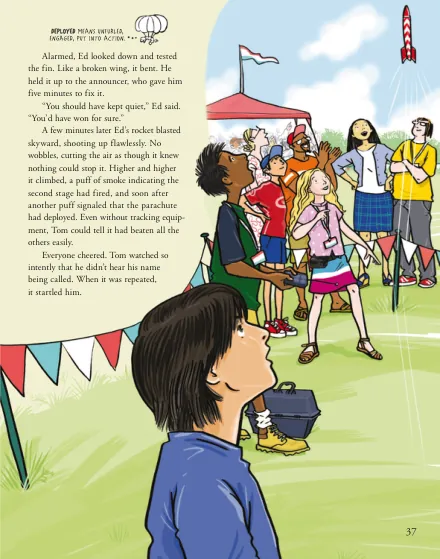 DEPLOYED MEANS UNFURLED,
ENGAGED, PUT INTO ACTION.
Alarmed, Ed looked down and tested
the fin. Like a broken wing, it bent. He
held it up to the announcer, who gave him
five minutes to fix it.
“You should have kept quiet,” Ed said.
“You’d have won for sure.”
A few minutes later Ed’s rocket blasted
skyward, shooting up flawlessly. No
wobbles, cutting the air as though it knew
nothing could stop it. Higher and higher
it climbed, a puff of smoke indicating the
second stage had fired, and soon after
another puff signaled that the parachute
had deployed. Even without tracking equip-
ment, Tom could tell it had beaten all the
others easily.
Everyone cheered. Tom watched so
intently that he didn’t hear his name
being called. When it was repeated,
it startled him.
37